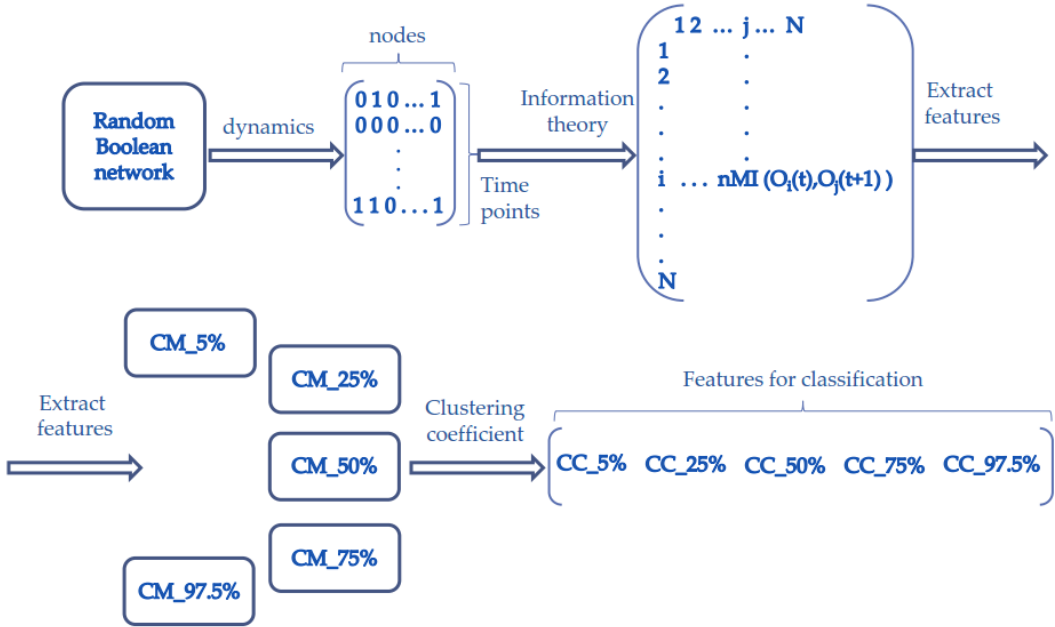 Random
Boolean
network
dynamics
nodes
0 1 0 ... 1
0 0 0 ... 0
.
.
.
1 1 0 . . . 1
Time
points
Information
theory
1 2 ... j ... N
1 .
2 .
. .
. .
. .
i . . . nMI (Oi(t),Oj(t+1) )
.
.
.
N
Extract
features
Extract
features
CM_5%
CM_25%
CM_50%
CM_75%
CM_97.5%
Clustering
coefficient
Features for classification
CC_5% CC_25% CC_50% CC_75% CC_97.5%